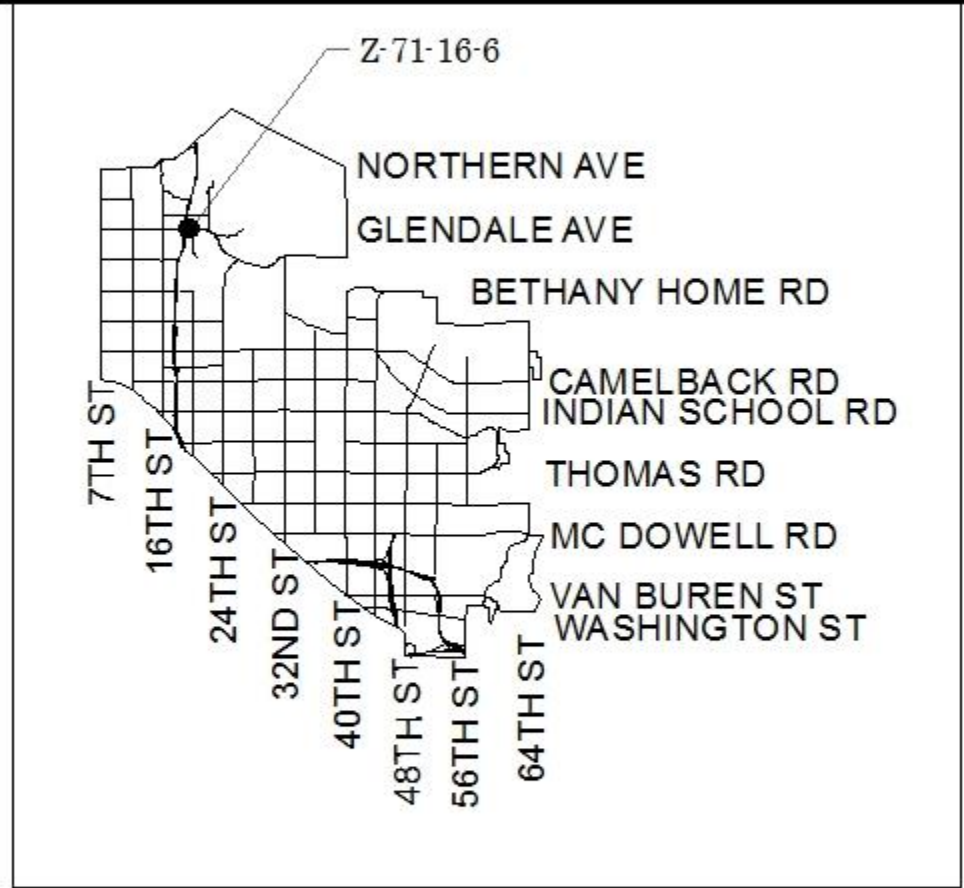 Z-71-16-6
NORTHERN AVE
GLENDALE AVE
BETHANY HOME RD
CAMELBACK RD
INDIAN SCHOOL RD
THOMAS RD
MC DOWELL RD
VAN BUREN ST
WASHINGTON ST
7TH ST
16TH ST
24TH ST
32ND ST
40TH ST
48TH ST
56TH ST
64TH ST